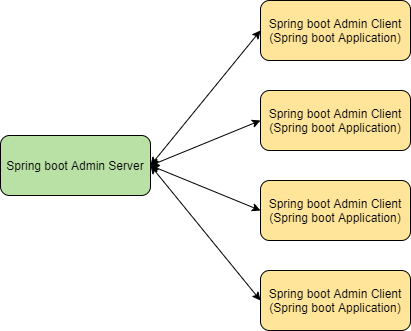 Spring boot Admin Client
(Spring boot Application)
Spring boot Admin Client
(Spring boot Application)
Spring boot Admin Server
Spring boot Admin Client
(Spring boot Application)
Spring boot Admin Client
(Spring boot Application)